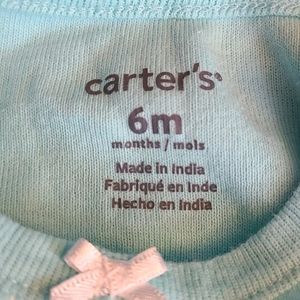 carter's
6m
months / mois
Made in India
Fabriqué en Inde
Hecho en India